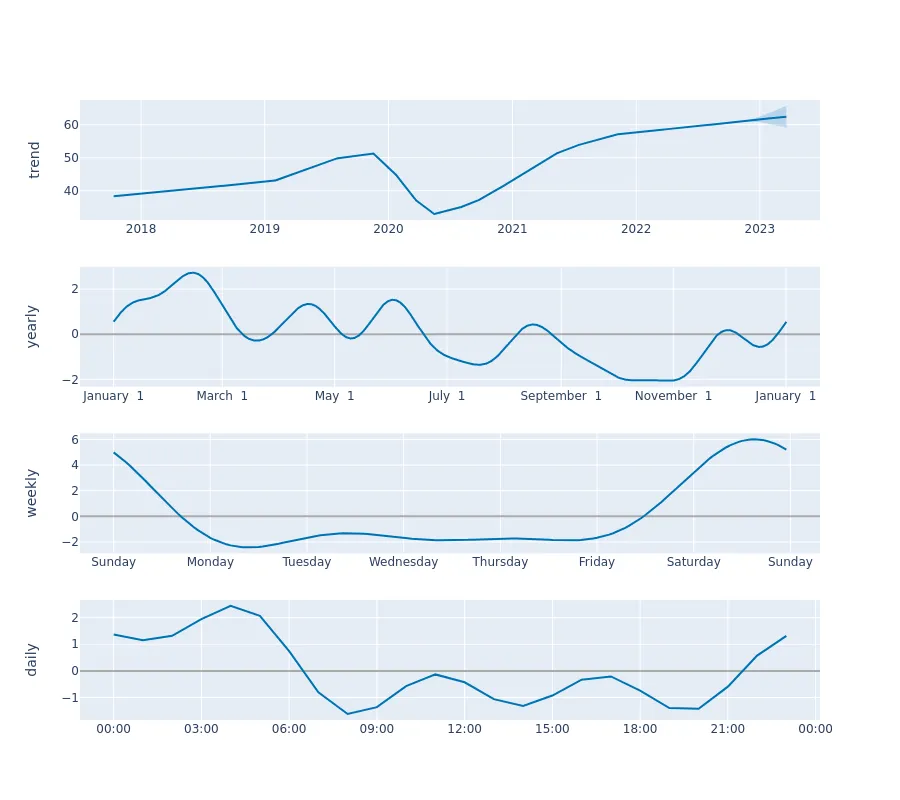 trend
60
50
40
2018 2019 2020 2021 2022 2023
yearly
2
0
−2
January 1 March 1 May 1 July 1 September 1 November 1 January 1
weekly
6
4
2
0
−2
Sunday Monday Tuesday Wednesday Thursday Friday Saturday Sunday
daily
2
1
0
−1
00:00 03:00 06:00 09:00 12:00 15:00 18:00 21:00 00:00